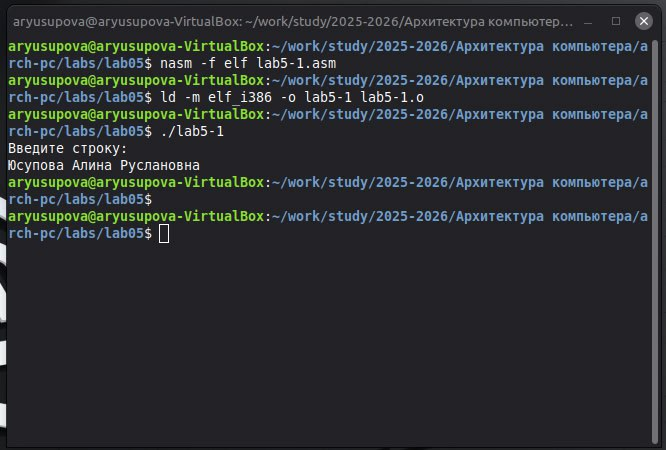 aryusupova@aryusupova-VirtualBox: ~/work/study/2025-2026/Архитектура компьютер...
aryusupova@aryusupova-VirtualBox:~/work/study/2025-2026/Архитектура компьютера/a
rch-pc/labs/lab05$ nasm -f elf lab5-1.asm
aryusupova@aryusupova-VirtualBox:~/work/study/2025-2026/Архитектура компьютера/a
rch-pc/labs/lab05$ ld -m elf_i386 -o lab5-1 lab5-1.o
aryusupova@aryusupova-VirtualBox:~/work/study/2025-2026/Архитектура компьютера/a
rch-pc/labs/lab05$ ./lab5-1
Введите строку:
Юсупова Алина Руслановна
aryusupova@aryusupova-VirtualBox:~/work/study/2025-2026/Архитектура компьютера/a
rch-pc/labs/lab05$
aryusupova@aryusupova-VirtualBox:~/work/study/2025-2026/Архитектура компьютера/a
rch-pc/labs/lab05$